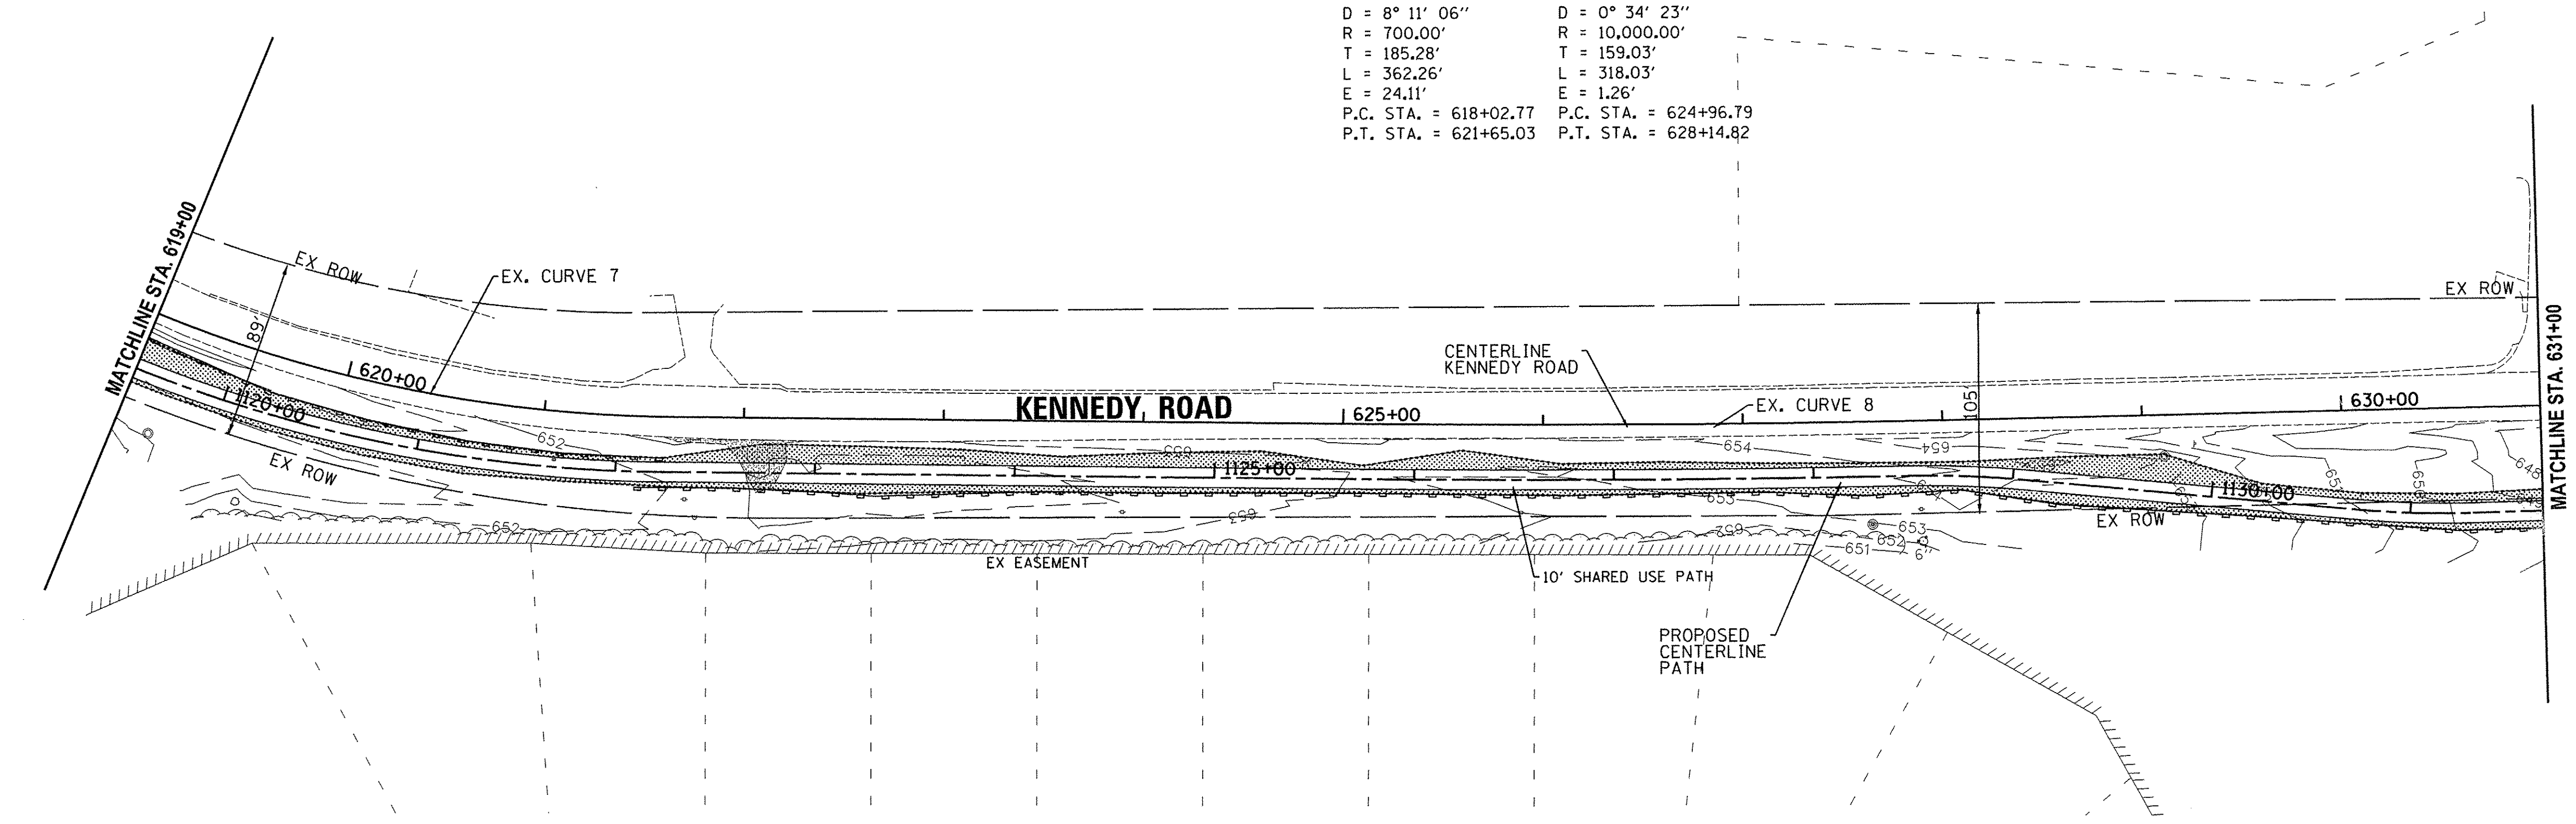 D = 8° 11' 06"
R = 700.00'
T = 185.28'
L = 362.26'
E = 24.11'
P.C. STA. = 618+02.77
P.T. STA. = 621+65.03
D = 0° 34' 23"
R = 10,000.00'
T = 159.03'
L = 318.03'
E = 1.26'
P.C. STA. = 624+96.79
P.T. STA. = 628+14.82
MATCHLINE STA. 619+00
EX ROW
EX. CURVE 7
89'
620+00
1120+00
EX ROW
652
652
KENNEDY ROAD
625+00
CENTERLINE
KENNEDY ROAD
EX. CURVE 8
105'
630+00
EX ROW
MATCHLINE STA. 631+00
653
1125+00
654
654
653
653
1130+00
EX ROW
650
648
652
653
652
651
6"
EX EASEMENT
10' SHARED USE PATH
PROPOSED
CENTERLINE
PATH